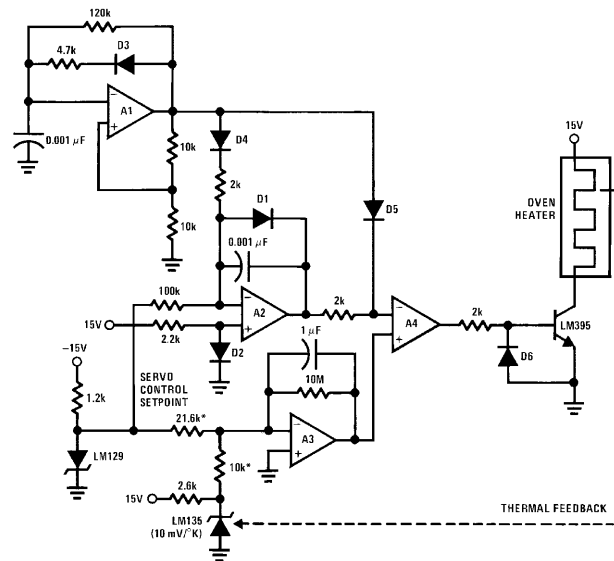 120k
4.7k
D3
−
A1
+
0.001 μF
10k
10k
D4
2k
D1
D5
0.001 μF
100k
−
A2
+
15V
2.2k
D2
2k
−
A4
+
2k
15V
OVEN
HEATER
LM395
D6
1 μF
10M
−15V
1.2k
SERVO
CONTROL
SETPOINT
21.6k*
−
A3
+
LM129
10k*
15V
2.6k
LM135
(10 mV/°K)
THERMAL FEEDBACK